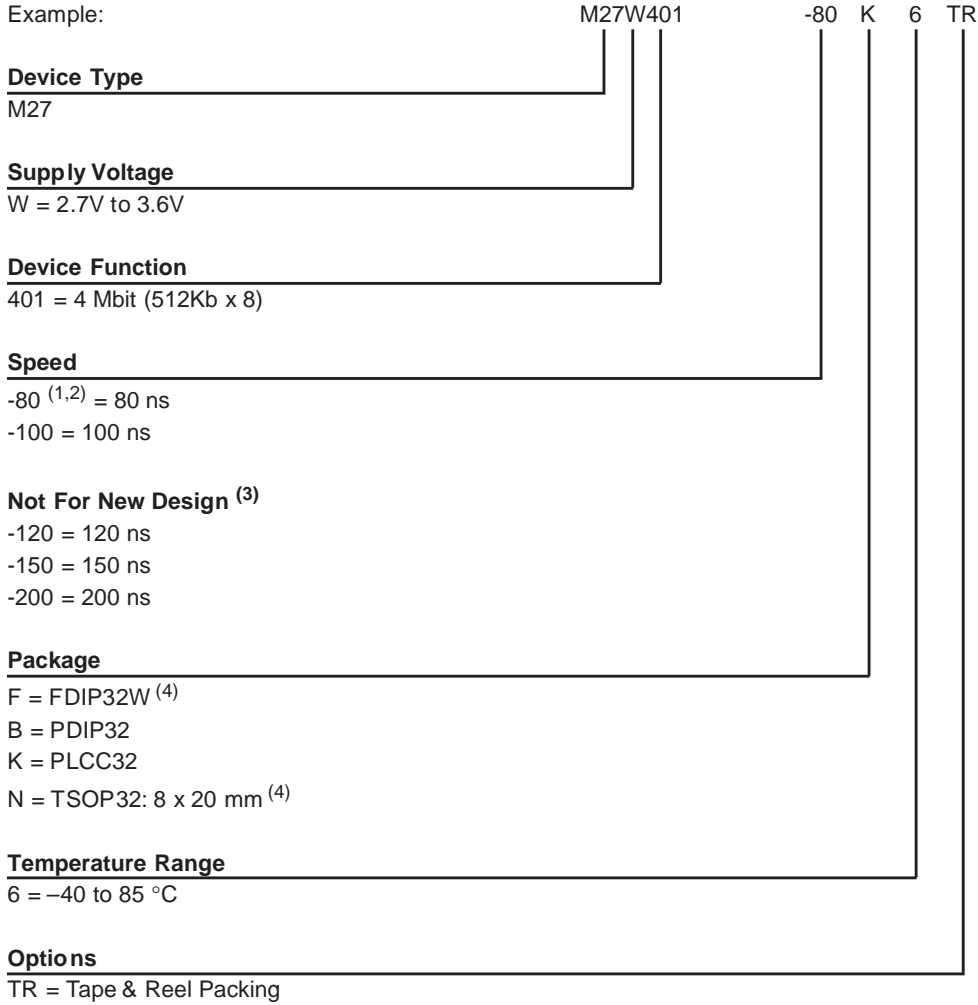 Example: M27W401 -80 K 6 TR
Device Type
M27
Supply Voltage
W = 2.7V to 3.6V
Device Function
401 = 4 Mbit (512Kb x 8)
Speed
-80 (1,2) = 80 ns
-100 = 100 ns
Not For New Design (3)
-120 = 120 ns
-150 = 150 ns
-200 = 200 ns
Package
F = FDIP32W (4)
B = PDIP32
K = PLCC32
N = TSOP32: 8 x 20 mm (4)
Temperature Range
6 = –40 to 85 °C
Options
TR = Tape & Reel Packing